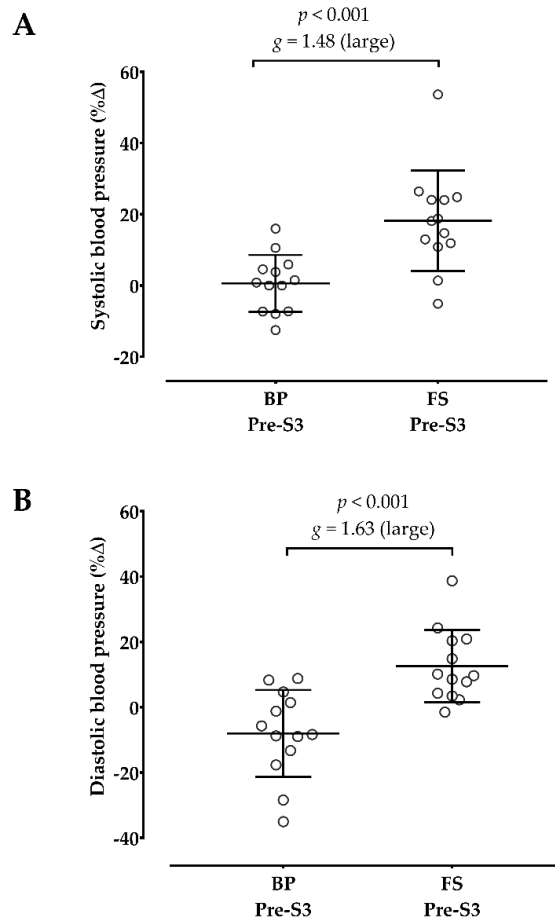 A
p < 0.001
g = 1.48 (large)
Systolic blood pressure (%Δ)
60
40
20
0
-20
BP
Pre-S3
FS
Pre-S3
B
p < 0.001
g = 1.63 (large)
Diastolic blood pressure (%Δ)
60
40
20
0
-20
-40
BP
Pre-S3
FS
Pre-S3